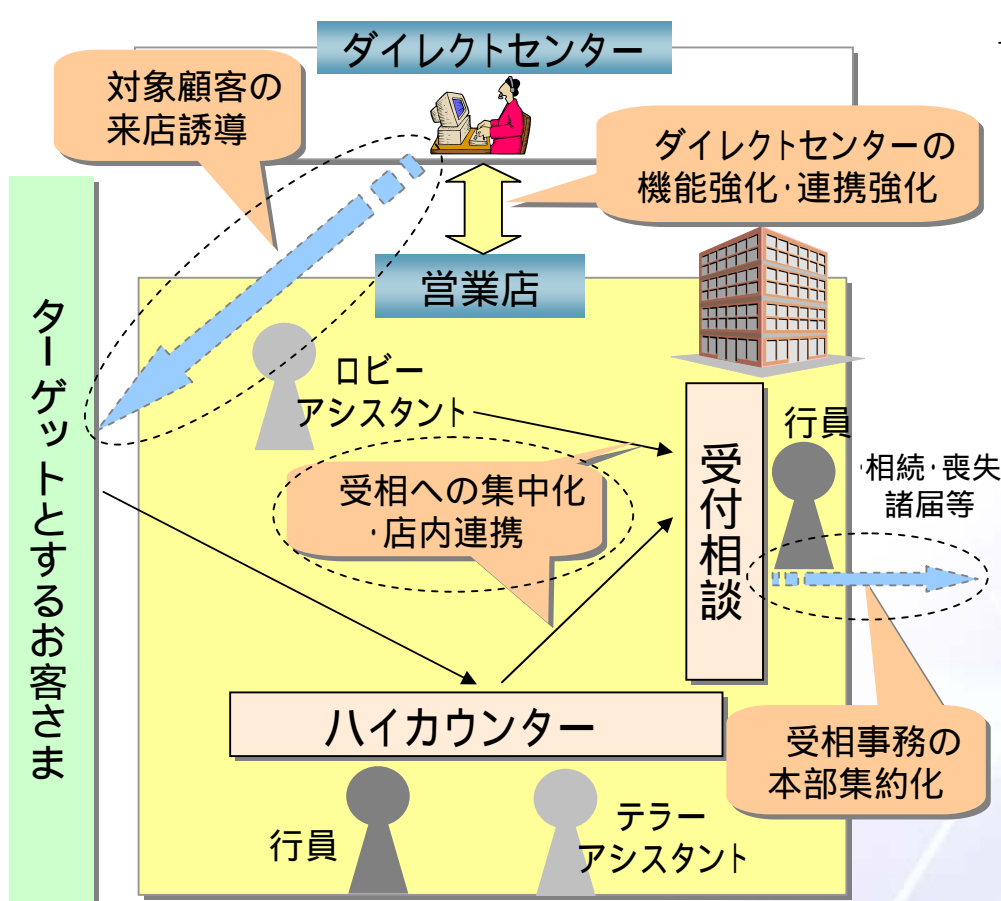 ダイレクトセンター
対象顧客の
来店誘導
ダイレクトセンターの
機能強化・連携強化
営業店
ターゲットとするお客さま
ロビー
アシスタント
行員
受付相談
・相続・喪失
諸届等
受相への集中化
・店内連携
ハイカウンター
受相事務の
本部集約化
行員
テラー
アシスタント